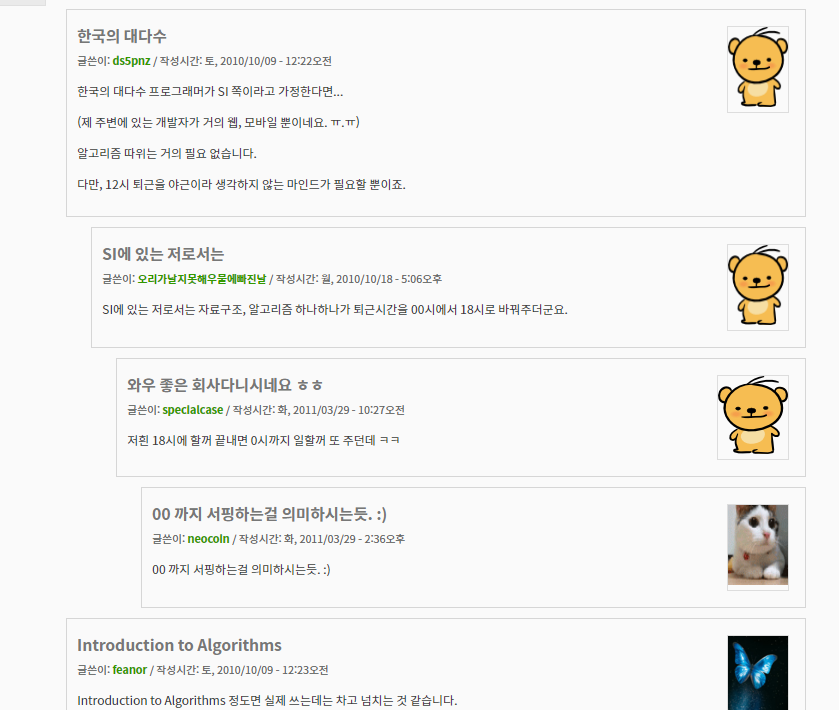 한국의 대다수
글쓴이: ds5pnz / 작성시간: 토, 2010/10/09 - 12:22오전
한국의 대다수 프로그래머가 SI 쪽이라고 가정한다면...
(제 주변에 있는 개발자가 거의 웹, 모바일 뿐이네요. ㅠ.ㅠ)
알고리즘 따위는 거의 필요 없습니다.
다만, 12시 퇴근을 야근이라 생각하지 않는 마인드가 필요할 뿐이죠.
SI에 있는 저로서는
글쓴이: 오리가날지못해우물에빠진날 / 작성시간: 월, 2010/10/18 - 5:06오후
SI에 있는 저로서는 자료구조, 알고리즘 하나하나가 퇴근시간을 00시에서 18시로 바꿔주더군요.
와우 좋은 회사다니시네요 ㅎㅎ
글쓴이: specialcase / 작성시간: 화, 2011/03/29 - 10:27오전
저흰 18시에 할꺼 끝내면 0시까지 일할꺼 또 주던데 ㅋㅋ
00 까지 서핑하는걸 의미하시는듯. :)
글쓴이: neocoin / 작성시간: 화, 2011/03/29 - 2:36오후
00 까지 서핑하는걸 의미하시는듯. :)
Introduction to Algorithms
글쓴이: feanor / 작성시간: 토, 2010/10/09 - 12:23오전
Introduction to Algorithms 정도면 실제 쓰는데는 차고 넘치는 것 같습니다.